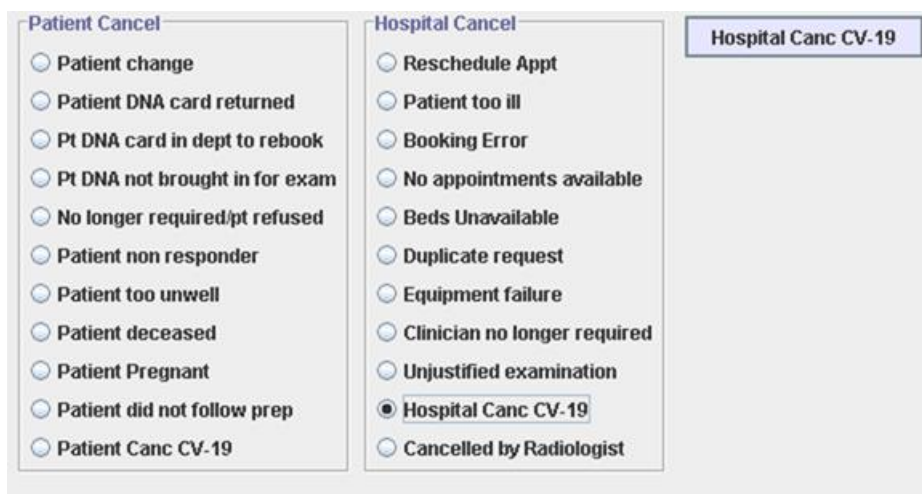 Patient Cancel
Patient change
Patient DNA card returned
Pt DNA card in dept to rebook
Pt DNA not brought in for exam
No longer required/pt refused
Patient non responder
Patient too unwell
Patient deceased
Patient Pregnant
Patient did not follow prep
Patient Canc CV-19
Hospital Cancel
Reschedule Appt
Patient too ill
Booking Error
No appointments available
Beds Unavailable
Duplicate request
Equipment failure
Clinician no longer required
Unjustified examination
Hospital Canc CV-19
Cancelled by Radiologist
Hospital Canc CV-19